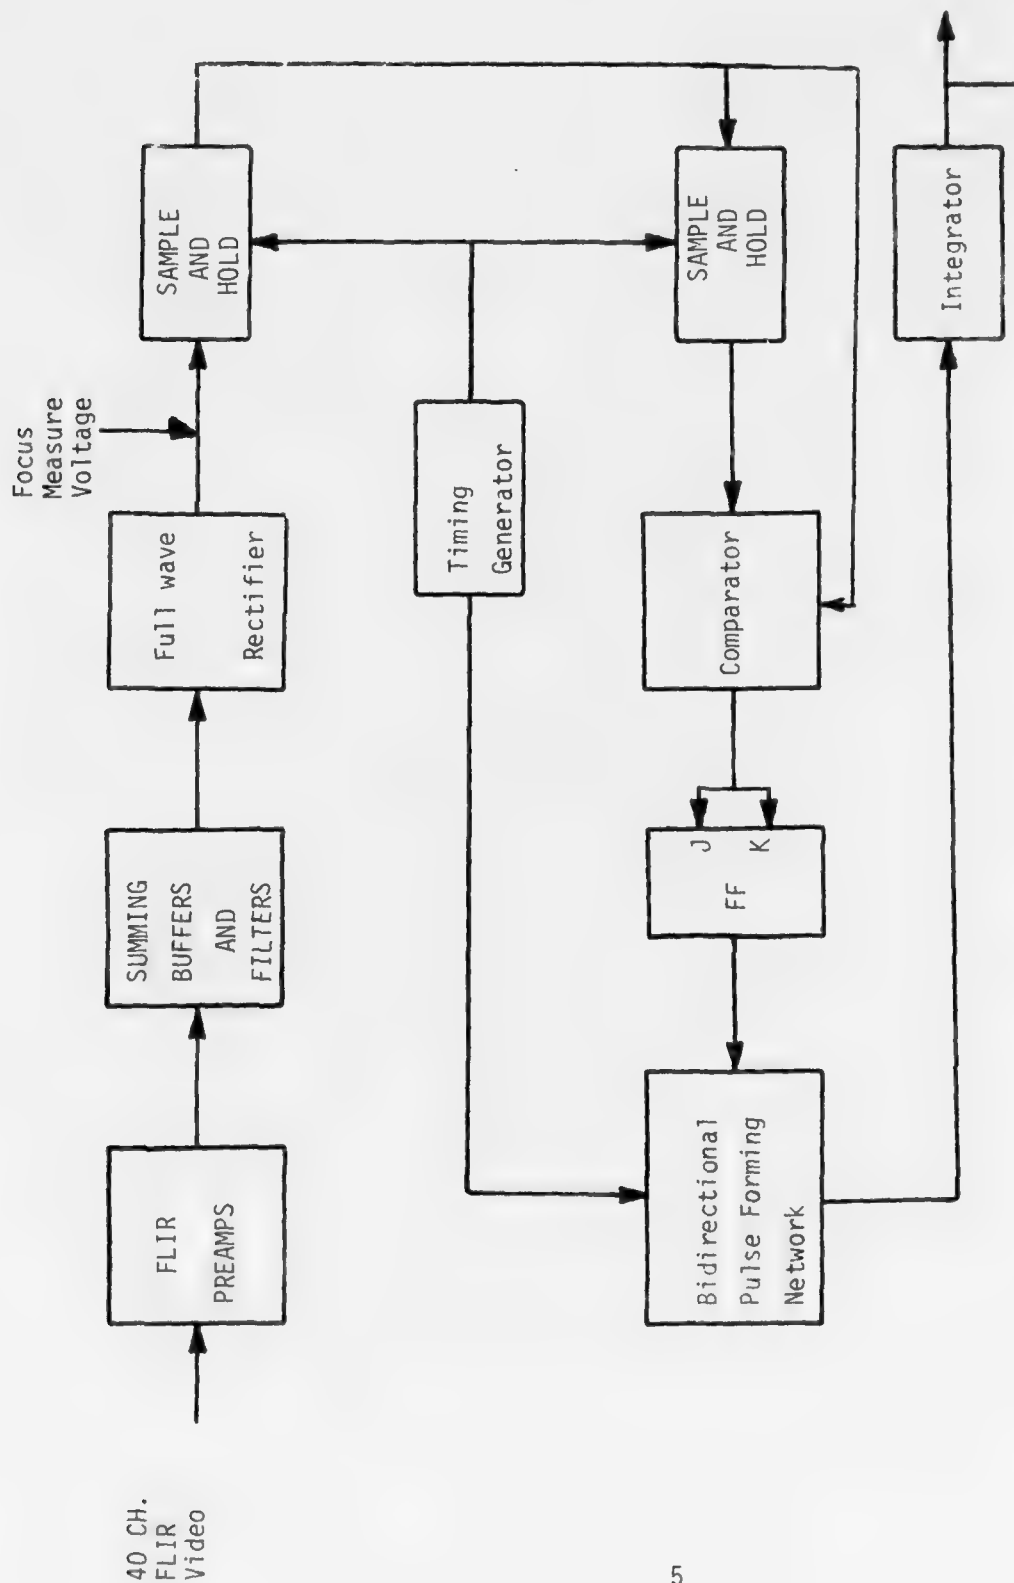 40 CH.
FLIR
Video
FLIR
PREAMPS
SUMMING
BUFFERS
AND
FILTERS
Full wave
Rectifier
Focus
Measure
Voltage
SAMPLE
AND
HOLD
Timing
Generator
SAMPLE
AND
HOLD
Comparator
J
K
FF
Bidirectional
Pulse Forming
Network
Integrator
5